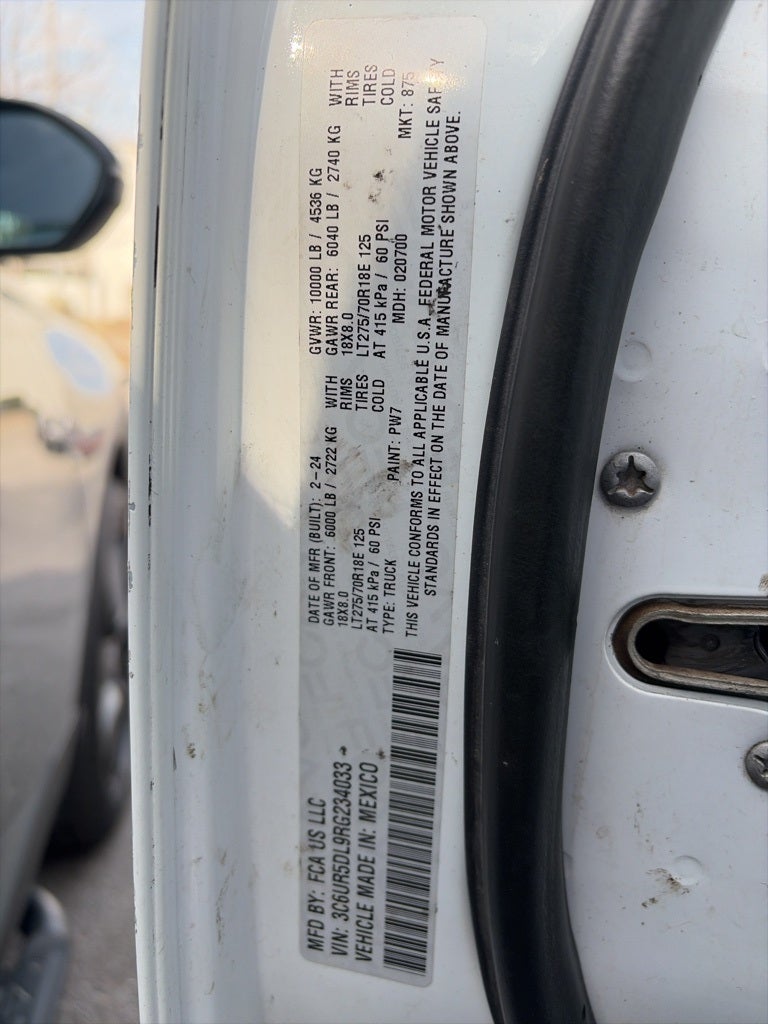 MFD BY: FCA US LLC
VIN: 3C6UR5DL9RG234033
VEHICLE MADE IN: MEXICO
DATE OF MFR (BUILT): 2-24
GAWR FRONT: 6000 LB / 2722 KG WITH
18X8.0 RIMS
LT275/70R18E 125 TIRES
AT 415 kPa / 60 PSI COLD
GVWR: 10000 LB / 4536 KG
GAWR REAR: 6040 LB / 2740 KG WITH
18X8.0 RIMS
LT275/70R18E 125 TIRES
AT 415 kPa / 60 PSI COLD
TYPE: TRUCK PAINT: PW7 MDH: 020700 MKT: 875
THIS VEHICLE CONFORMS TO ALL APPLICABLE U.S.A. FEDERAL MOTOR VEHICLE SAFETY
STANDARDS IN EFFECT ON THE DATE OF MANUFACTURE SHOWN ABOVE.